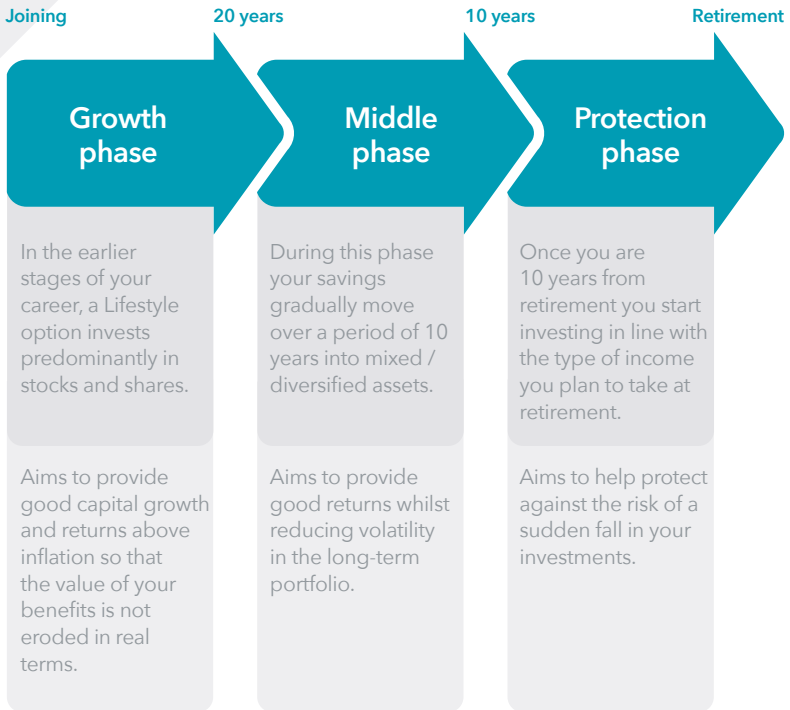 Joining
20 years
10 years
Retirement
Growth
phase
Middle
phase
Protection
phase
In the earlier
stages of your
career, a Lifestyle
option invests
predominantly in
stocks and shares.
During this phase
your savings
gradually move
over a period of 10
years into mixed /
diversified assets.
Once you are
10 years from
retirement you start
investing in line with
the type of income
you plan to take at
retirement.
Aims to provide
good capital growth
and returns above
inflation so that
the value of your
benefits is not
eroded in real
terms.
Aims to provide
good returns whilst
reducing volatility
in the long-term
portfolio.
Aims to help protect
against the risk of a
sudden fall in your
investments.